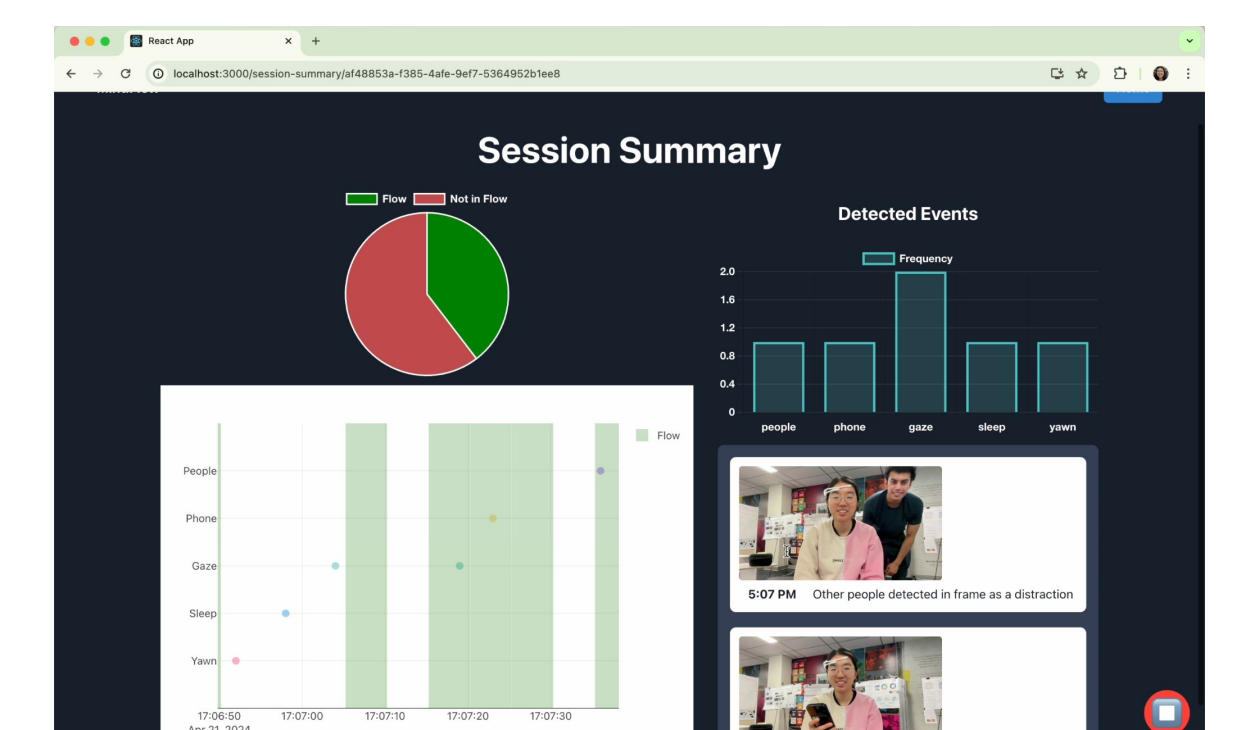 React App
localhost:3000/session-summary/af48853a-f385-4afe-9ef7-5364952b1ee8
Session Summary
Flow Not in Flow
Detected Events
Frequency
2.0
1.6
1.2
0.8
0.4
0
people phone gaze sleep yawn
Flow
People
Phone
Gaze
Sleep
Yawn
17:06:50 17:07:00 17:07:10 17:07:20 17:07:30
Apr 21, 2024
5:07 PM Other people detected in frame as a distraction